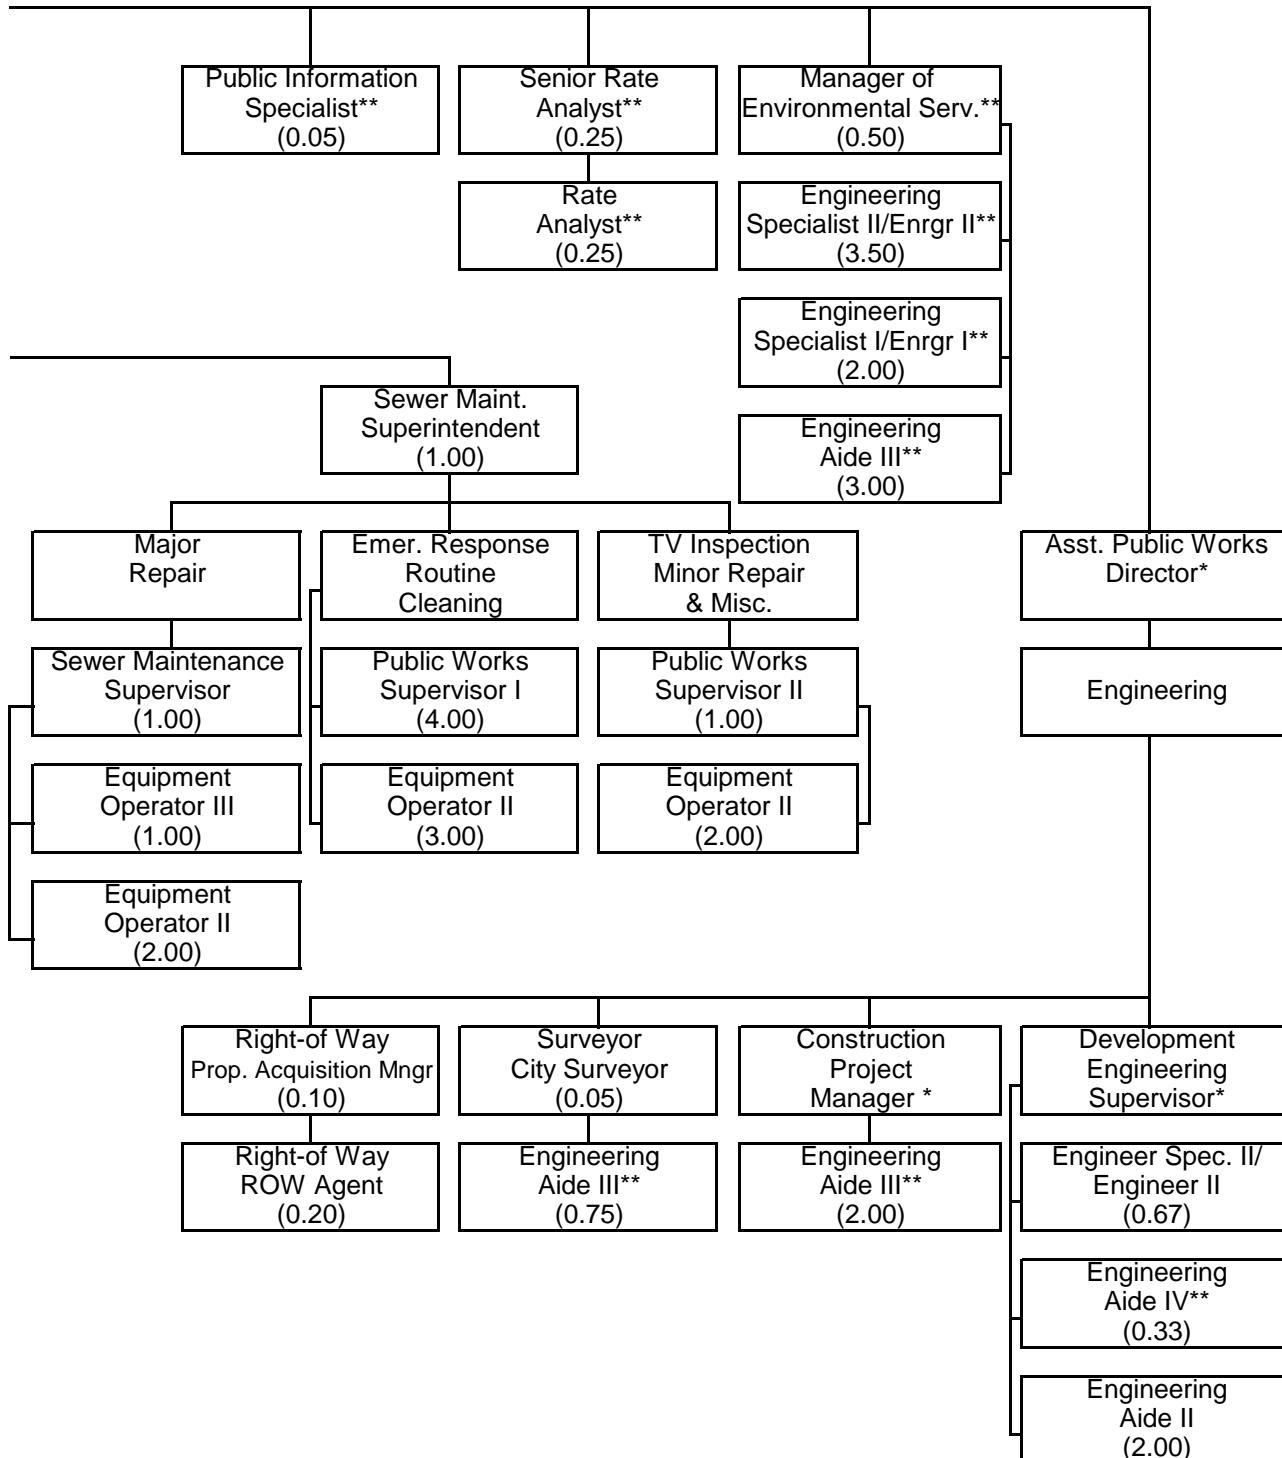 Public Information
Specialist**
(0.05)
Senior Rate
Analyst**
(0.25)
Manager of
Environmental Serv.**
(0.50)
Rate
Analyst**
(0.25)
Engineering
Specialist II/Enrgr II**
(3.50)
Engineering
Specialist I/Enrgr I**
(2.00)
Engineering
Aide III**
(3.00)
Sewer Maint.
Superintendent
(1.00)
Major
Repair
Emer. Response
Routine
Cleaning
TV Inspection
Minor Repair
& Misc.
Asst. Public Works
Director*
Sewer Maintenance
Supervisor
(1.00)
Public Works
Supervisor I
(4.00)
Public Works
Supervisor II
(1.00)
Engineering
Equipment
Operator III
(1.00)
Equipment
Operator II
(3.00)
Equipment
Operator II
(2.00)
Equipment
Operator II
(2.00)
Right-of Way
Prop. Acquisition Mngr
(0.10)
Surveyor
City Surveyor
(0.05)
Construction
Project
Manager *
Development
Engineering
Supervisor*
Right-of Way
ROW Agent
(0.20)
Engineering
Aide III**
(0.75)
Engineering
Aide III**
(2.00)
Engineer Spec. II/
Engineer II
(0.67)
Engineering
Aide IV**
(0.33)
Engineering
Aide II
(2.00)